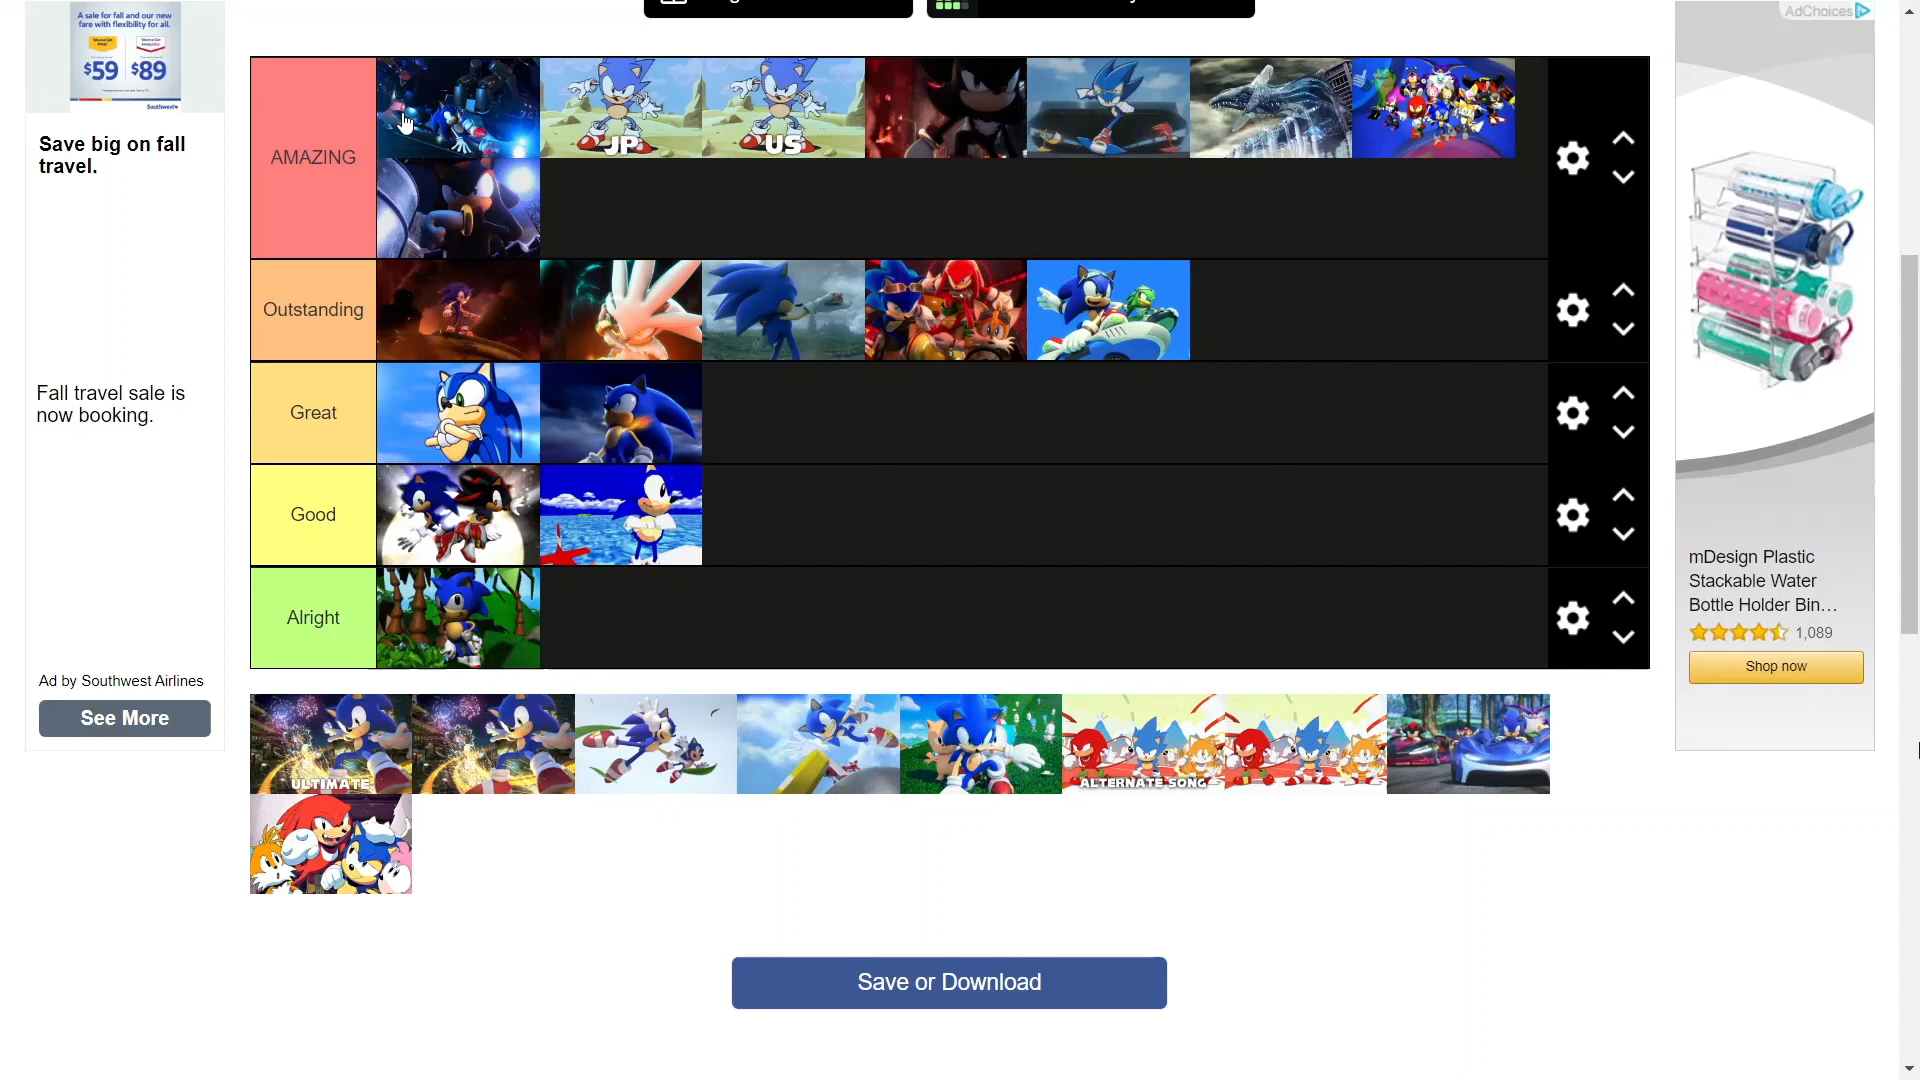 A sale for fall and our new
fare with flexibility for all.
$59 $89
Southwest
Save big on fall
travel.
Fall travel sale is
now booking.
Ad by Southwest Airlines
See More
AMAZING
JP
US
Outstanding
Great
Good
Alright
ULTIMATE
ALTERNATE SONG
Save or Download
AdChoices
mDesign Plastic
Stackable Water
Bottle Holder Bin...
1,089
Shop now